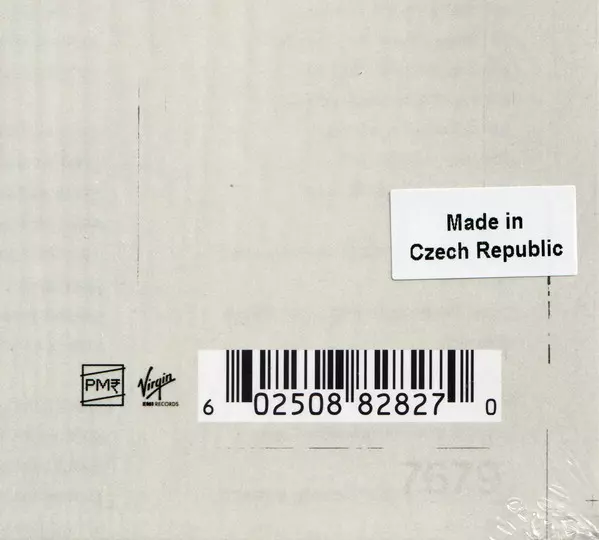 Made in
Czech Republic
PMR
Virgin
EMI RECORDS
6 02508 82827 0
7679